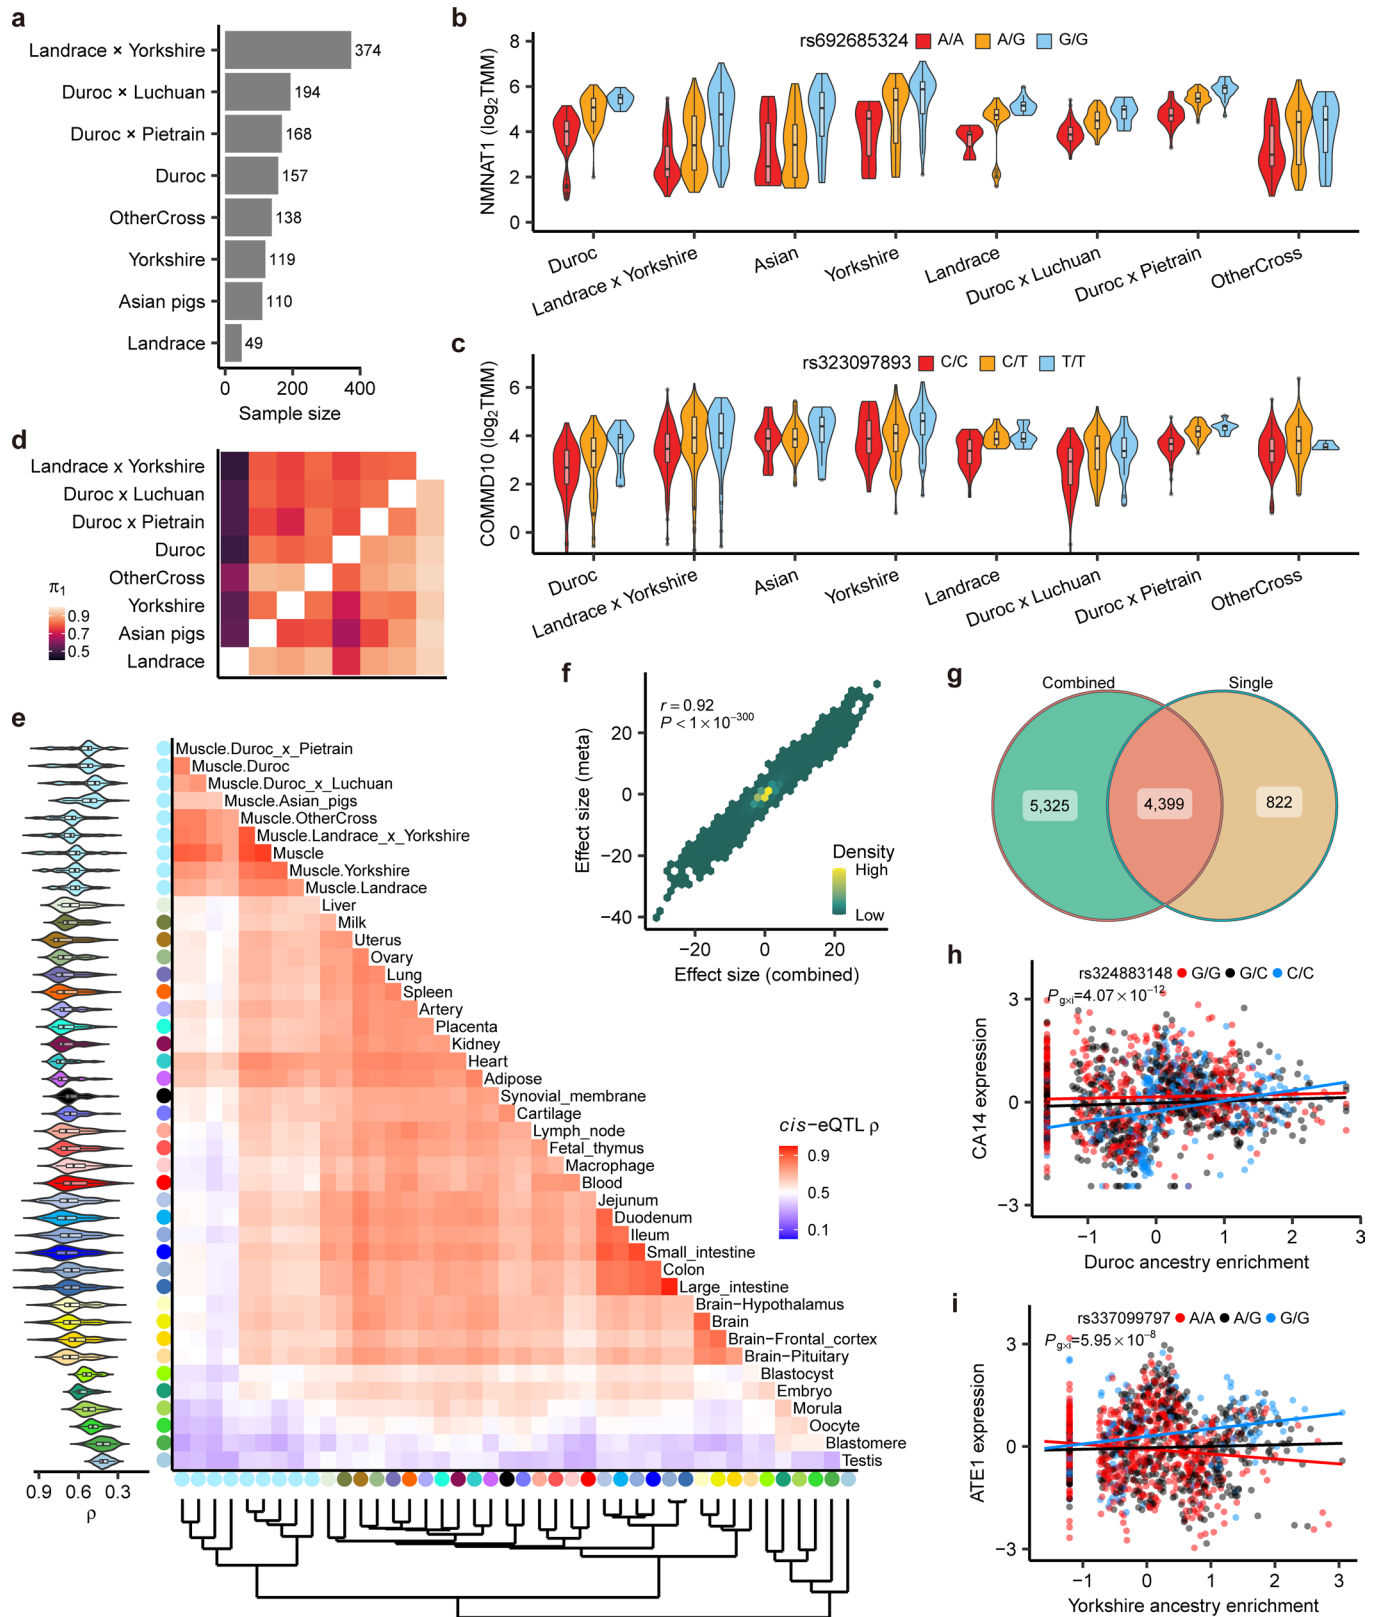 a
Landrace × Yorkshire
374
Duroc × Luchuan
194
Duroc × Pietrain
168
Duroc
157
OtherCross
138
Yorkshire
119
Asian pigs
110
Landrace
49
0
200
400
Sample size
b
rs692685324 A/A A/G G/G
NMNAT1 (log2TMM)
8
6
4
2
0
Duroc
Landrace x Yorkshire
Asian
Yorkshire
Landrace
Duroc x Luchuan
Duroc x Pietrain
OtherCross
c
rs323097893 C/C C/T T/T
COMMD10 (log2TMM)
6
4
2
0
Duroc
Landrace x Yorkshire
Asian
Yorkshire
Landrace
Duroc x Luchuan
Duroc x Pietrain
OtherCross
d
Landrace x Yorkshire
Duroc x Luchuan
Duroc x Pietrain
Duroc
OtherCross
Yorkshire
Asian pigs
Landrace
π1
0.9
0.7
0.5
e
Muscle.Duroc_x_Pietrain
Muscle.Duroc
Muscle.Duroc_x_Luchuan
Muscle.Asian_pigs
Muscle.OtherCross
Muscle.Landrace_x_Yorkshire
Muscle
Muscle.Yorkshire
Muscle.Landrace
Liver
Milk
Uterus
Ovary
Lung
Spleen
Artery
Placenta
Kidney
Heart
Adipose
Synovial_membrane
Cartilage
Lymph_node
Fetal_thymus
Macrophage
Blood
Jejunum
Duodenum
Ileum
Small_intestine
Colon
Large_intestine
Brain−Hypothalamus
Brain
Brain−Frontal_cortex
Brain−Pituitary
Blastocyst
Embryo
Morula
Oocyte
Blastomere
Testis
0.9 0.6 0.3
ρ
cis−eQTL ρ
0.9
0.5
0.1
f
r = 0.92
P < 1 × 10−300
Effect size (meta)
20
0
−20
−40
Density
High
Low
−20 0 20
Effect size (combined)
g
Combined
Single
5,325
4,399
822
h
rs324883148 G/G G/C C/C
Pg×i=4.07 × 10−12
CA14 expression
3
0
−3
−1 0 1 2 3
Duroc ancestry enrichment
i
rs337099797 A/A A/G G/G
Pg×i=5.95 × 10−8
ATE1 expression
3
0
−3
−1 0 1 2 3
Yorkshire ancestry enrichment